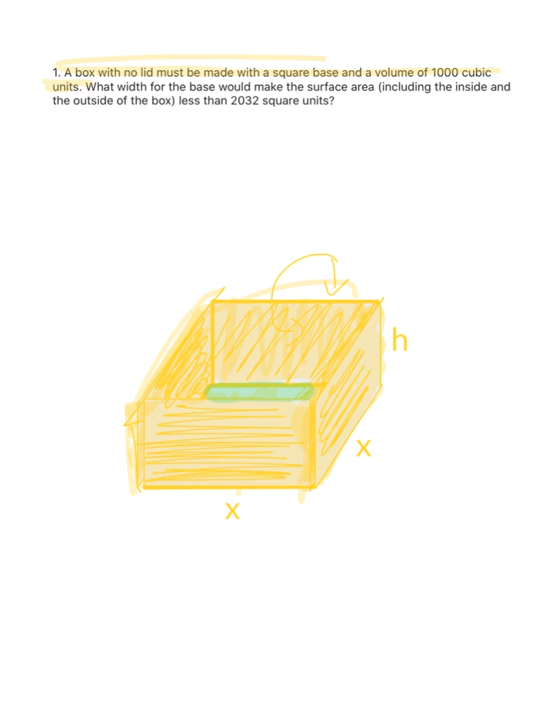 1. A box with no lid must be made with a square base and a volume of 1000 cubic
units. What width for the base would make the surface area (including the inside and
the outside of the box) less than 2032 square units?
h
x
x